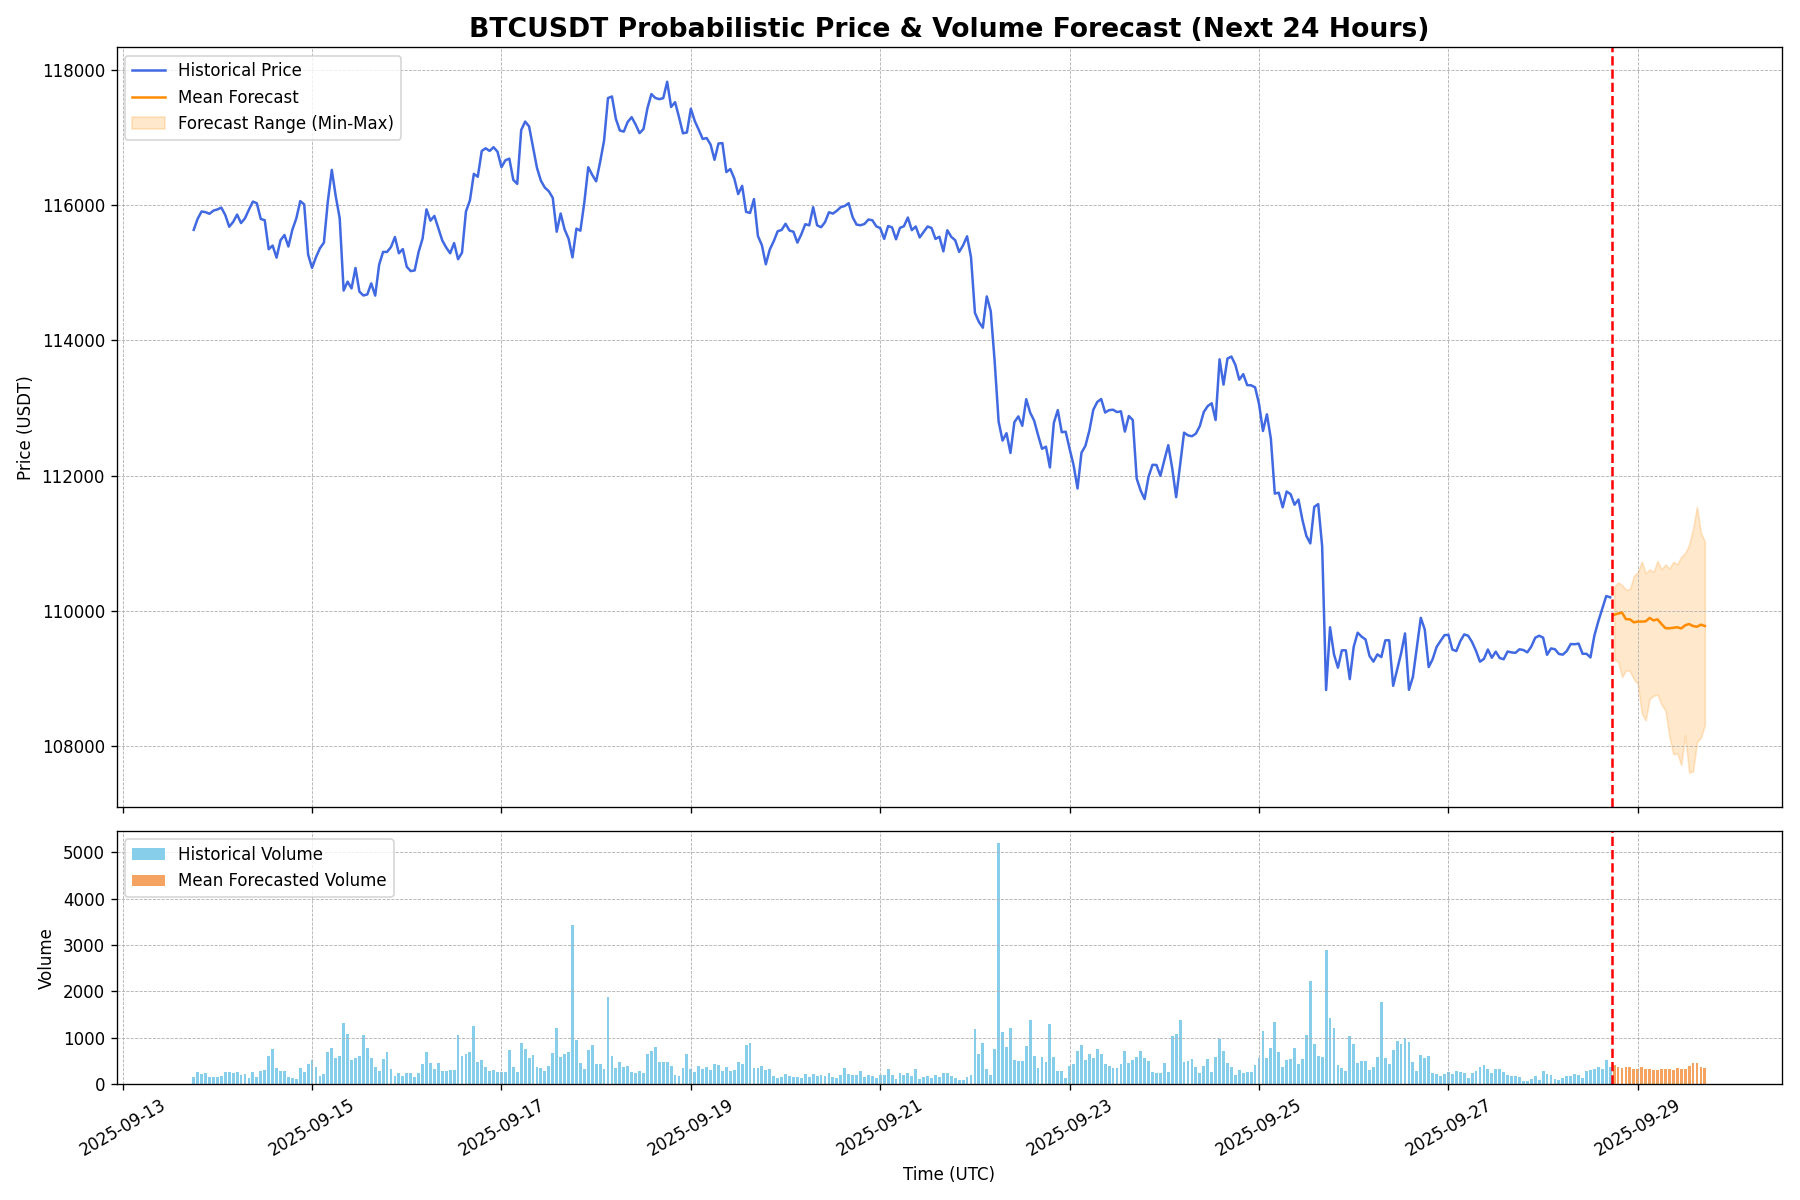 BTCUSDT Probabilistic Price & Volume Forecast (Next 24 Hours)
Historical Price
Mean Forecast
Forecast Range (Min-Max)
118000
116000
114000
112000
110000
108000
Price (USDT)
Historical Volume
Mean Forecasted Volume
5000
4000
3000
2000
1000
0
Volume
2025-09-13
2025-09-15
2025-09-17
2025-09-19
2025-09-21
2025-09-23
2025-09-25
2025-09-27
2025-09-29
Time (UTC)